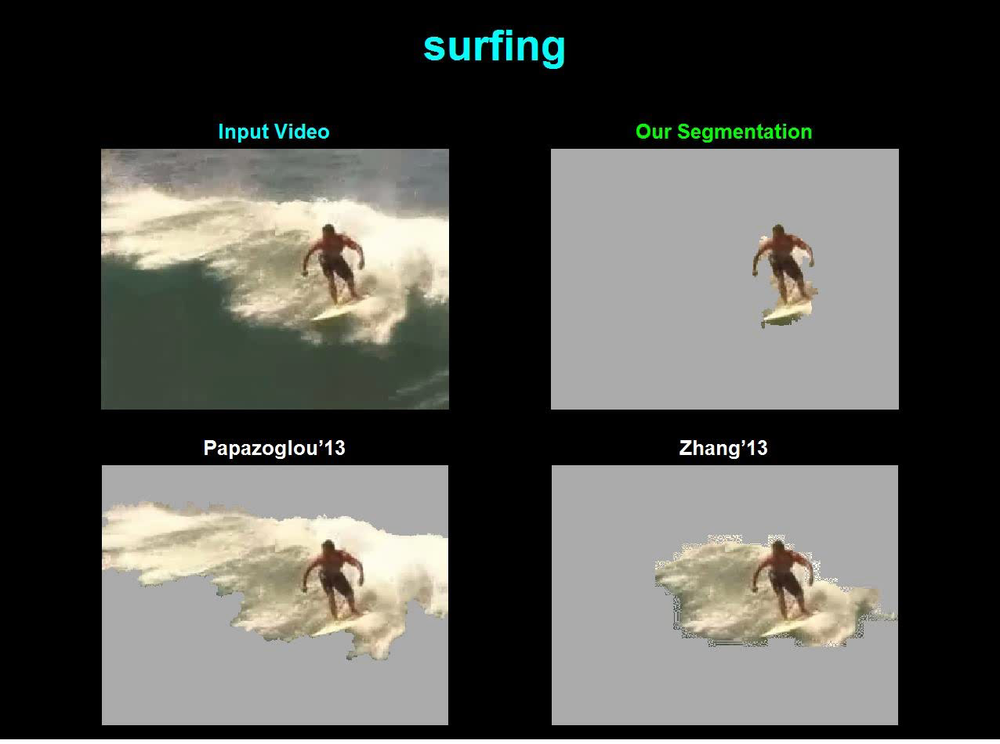 surfing
Input Video
Our Segmentation
Papazoglou’13
Zhang’13